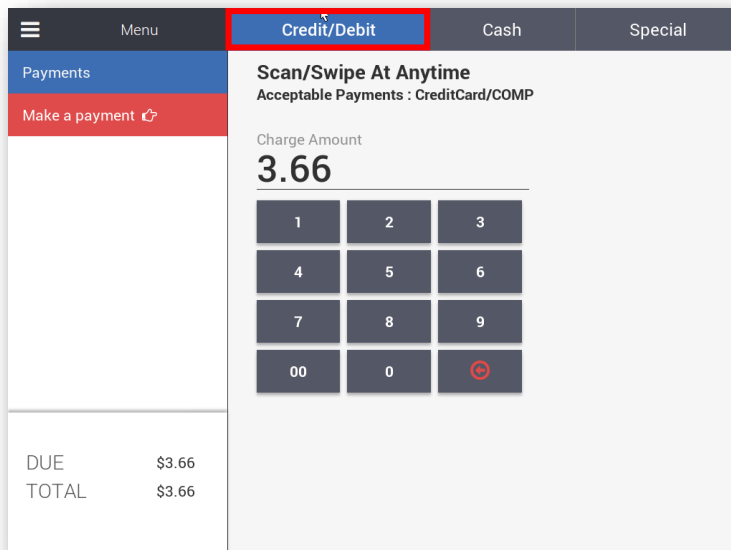 Menu
Credit/Debit
Cash
Special
Payments
Make a payment
Scan/Swipe At Anytime
Acceptable Payments : CreditCard/COMP
Charge Amount
3.66
1 2 3
4 5 6
7 8 9
00 0
DUE $3.66
TOTAL $3.66